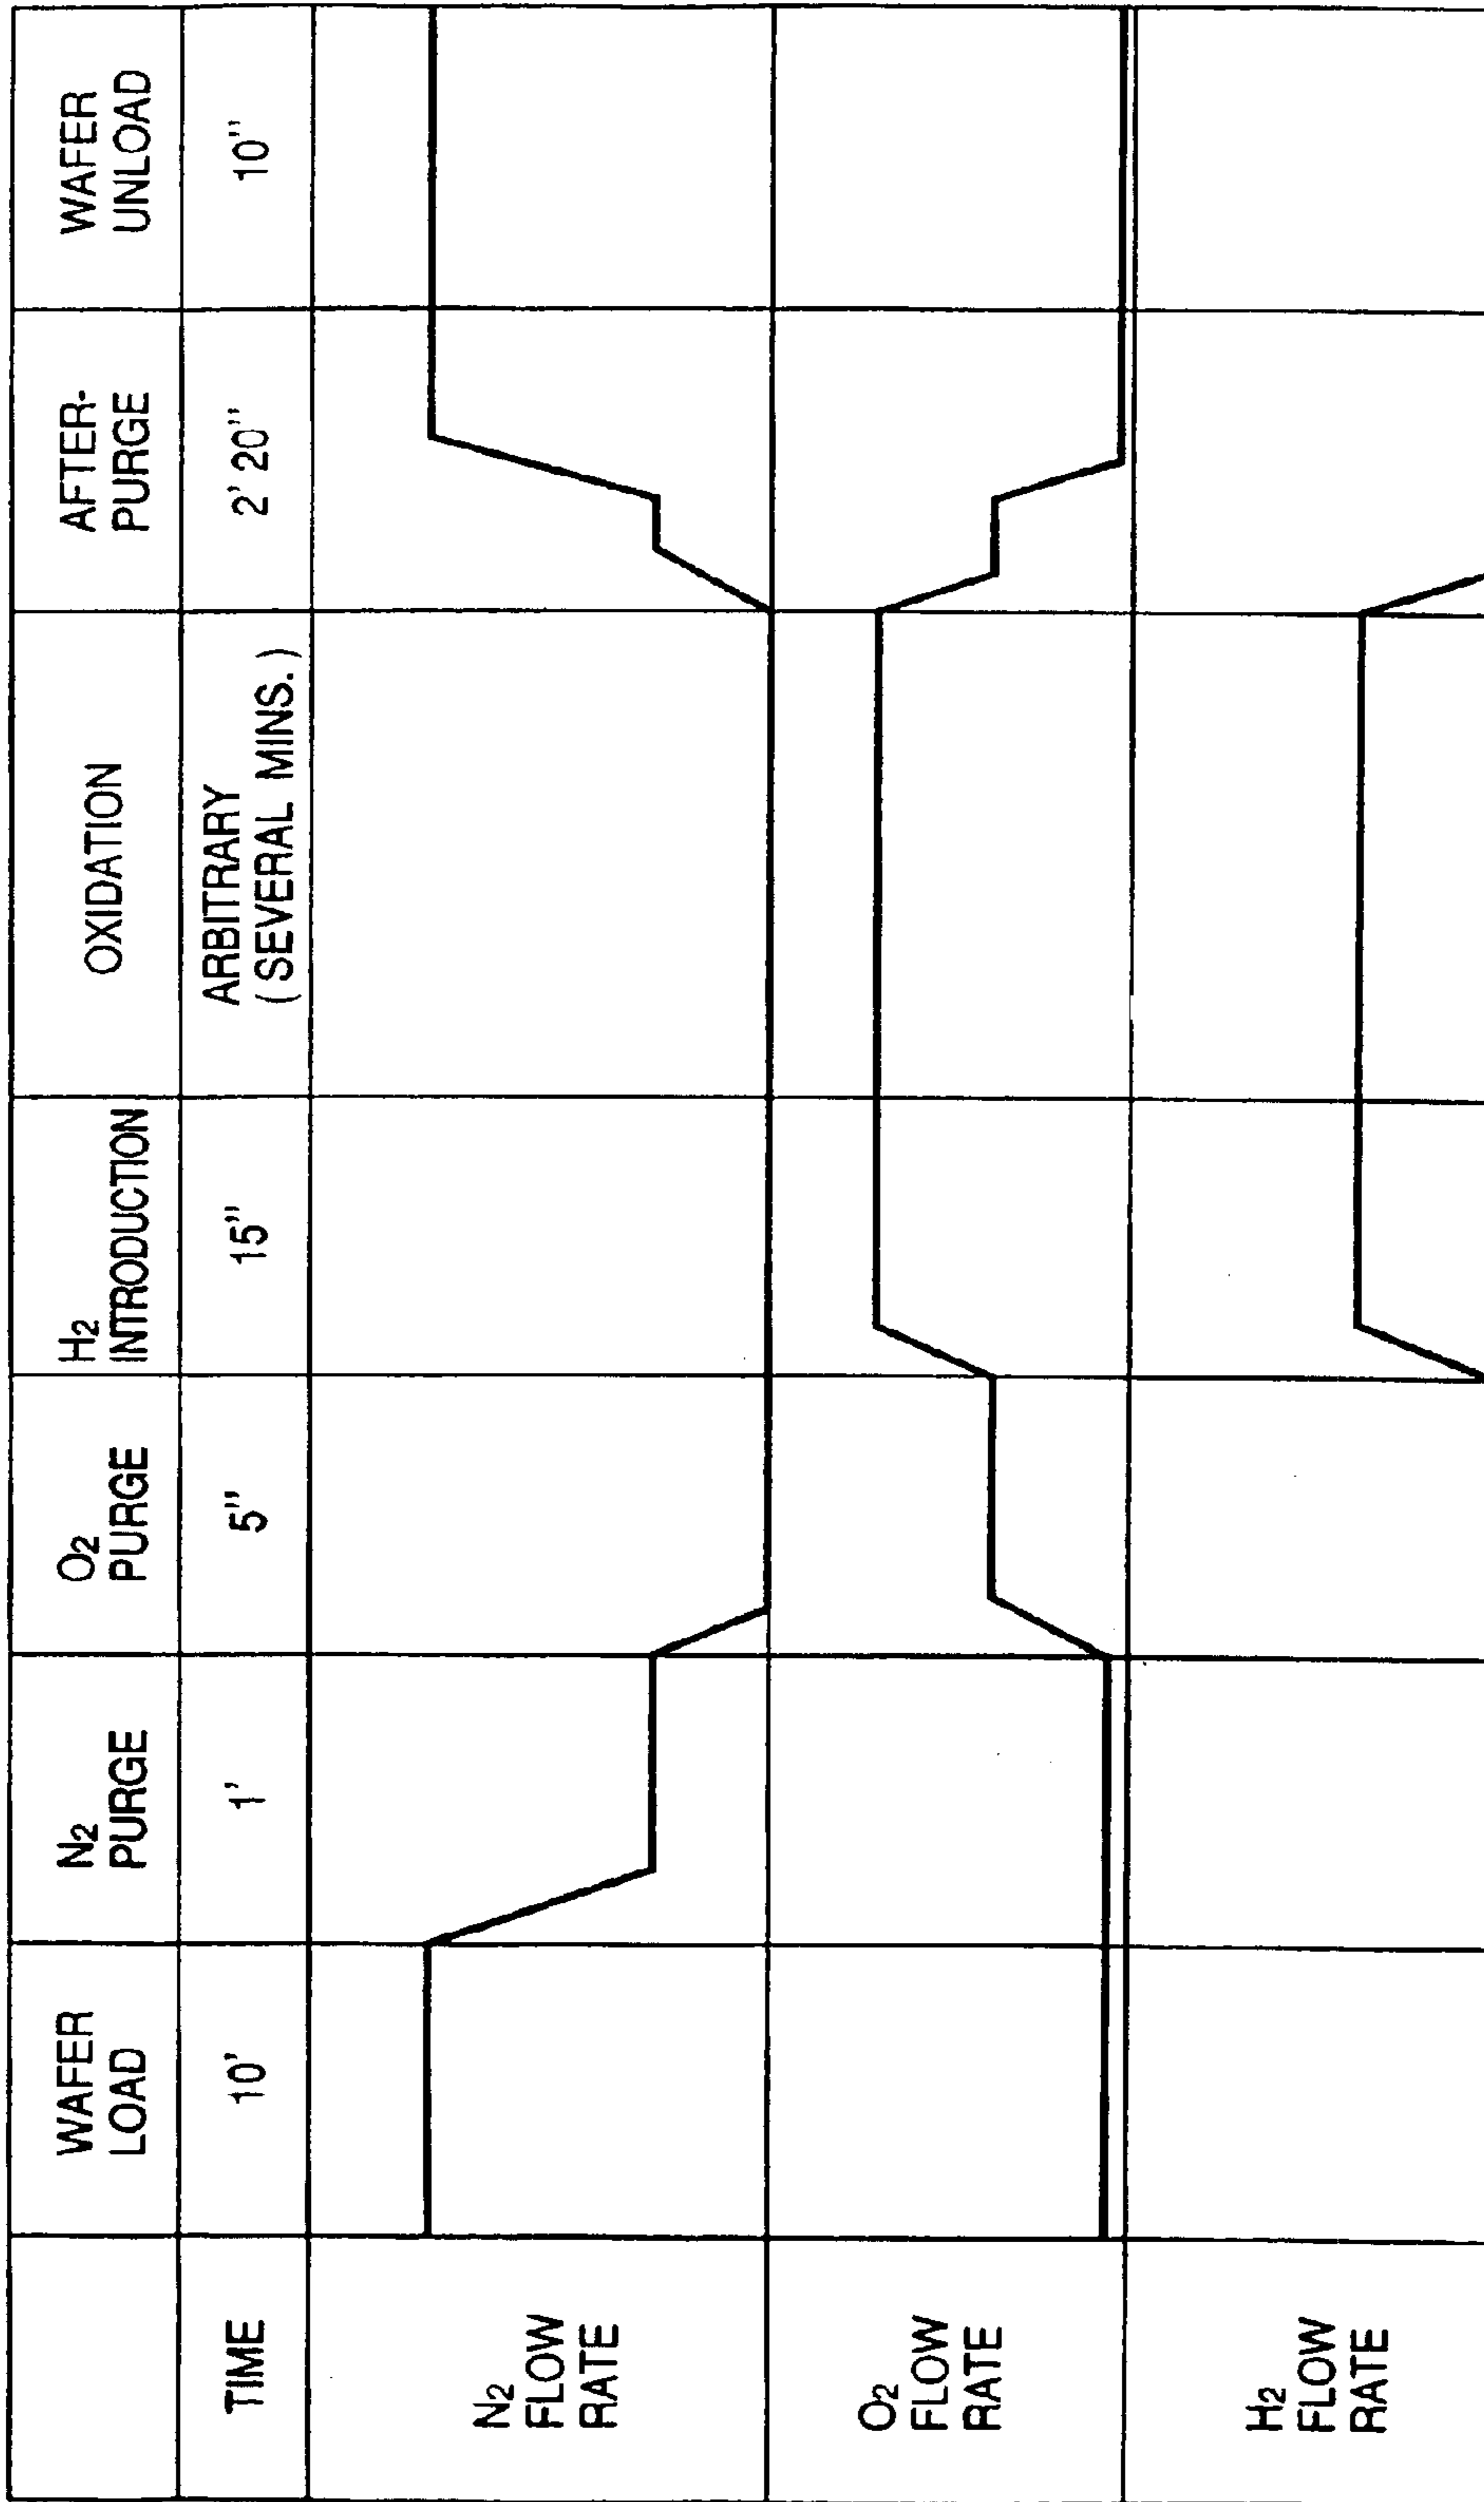 WAFER
LOAD
N2
PURGE
O2
PURGE
H2
INTRODUCTION
OXIDATION
AFTER-
PURGE
WAFER
UNLOAD
TIME
10'
1'
5"
15"
ARBITRARY
(SEVERAL MINS.)
2' 20"
10"
N2
FLOW
RATE
O2
FLOW
RATE
H2
FLOW
RATE